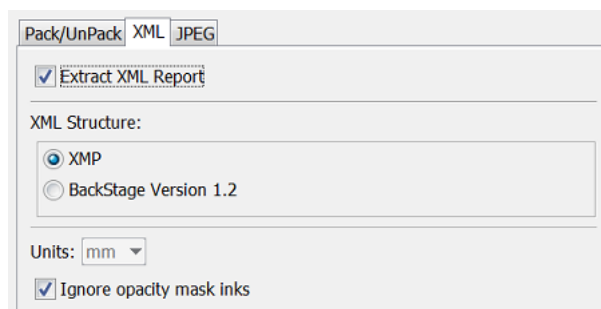 Pack/UnPack XML JPEG
Extract XML Report
XML Structure:
XMP
BackStage Version 1.2
Units: mm
Ignore opacity mask inks